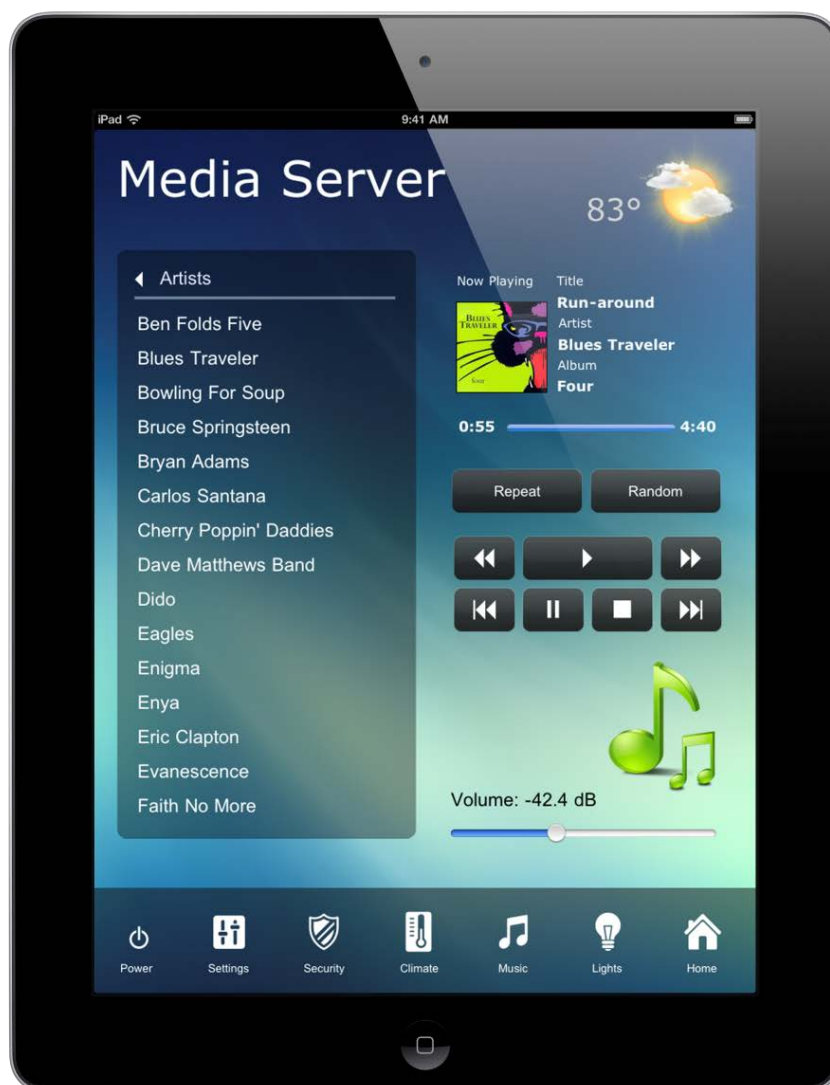 iPad
9:41 AM
Media Server
83°
Artists
Ben Folds Five
Blues Traveler
Bowling For Soup
Bruce Springsteen
Bryan Adams
Carlos Santana
Cherry Poppin' Daddies
Dave Matthews Band
Dido
Eagles
Enigma
Enya
Eric Clapton
Evanescence
Faith No More
Now Playing
BLUES
TRAVELER
four
Title
Run-around
Artist
Blues Traveler
Album
Four
0:55
4:40
Repeat Random
Volume: -42.4 dB
Power Settings Security Climate Music Lights Home